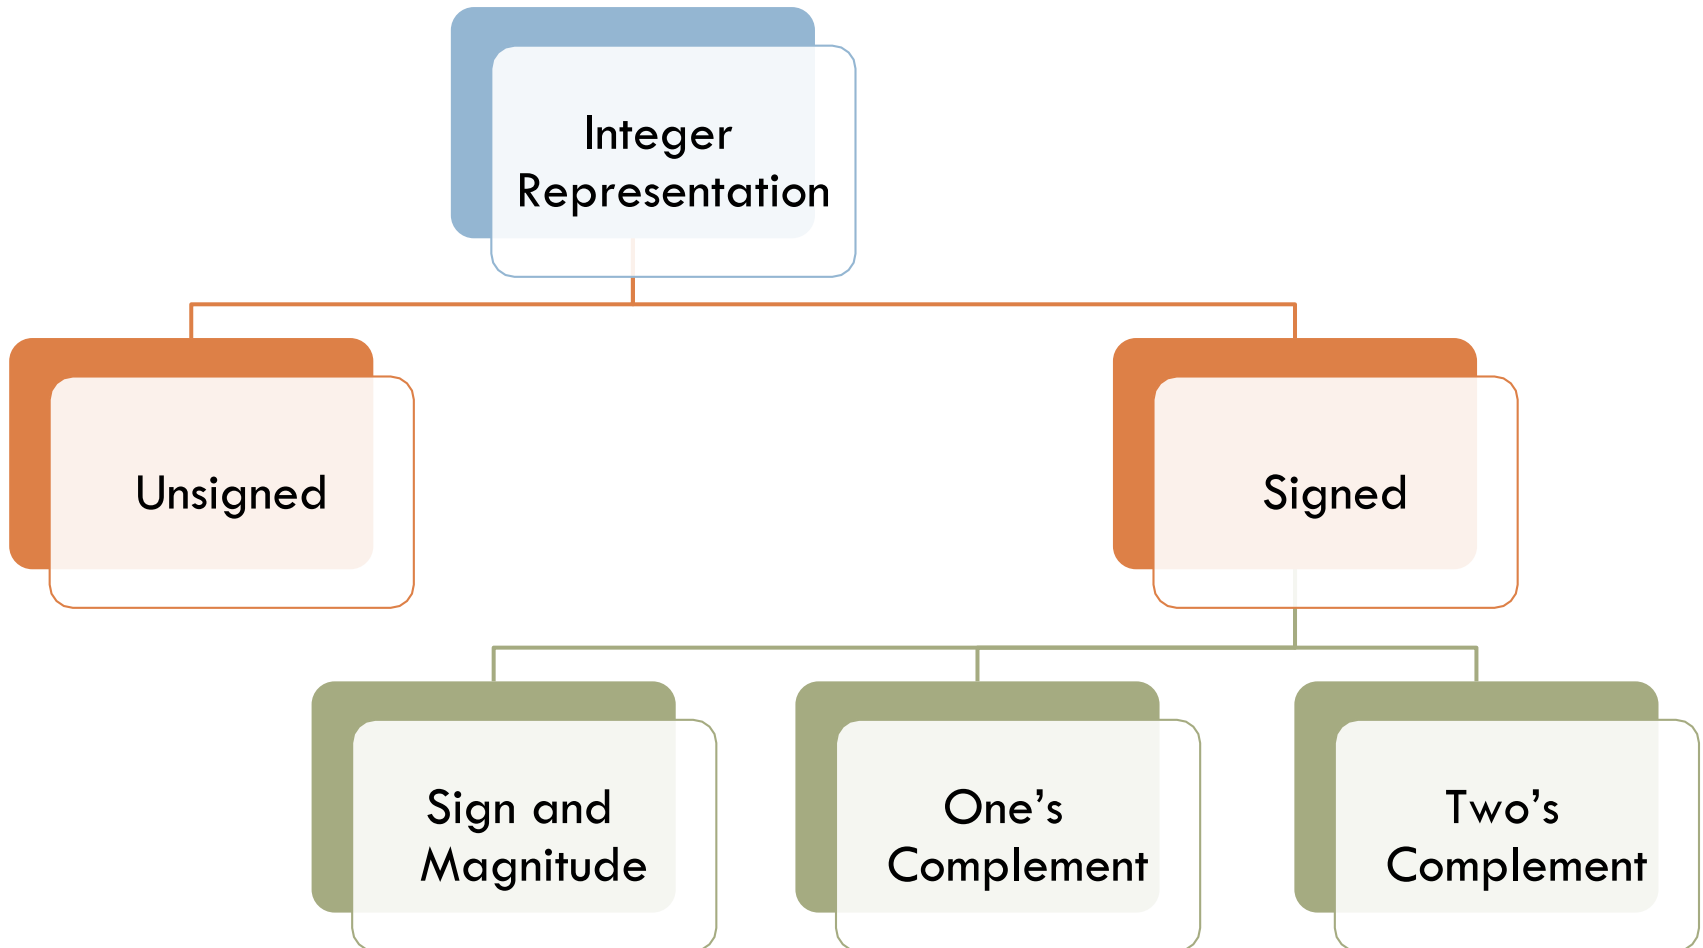 Integer
Representation
Unsigned
Signed
Sign and
Magnitude
One’s
Complement
Two’s
Complement